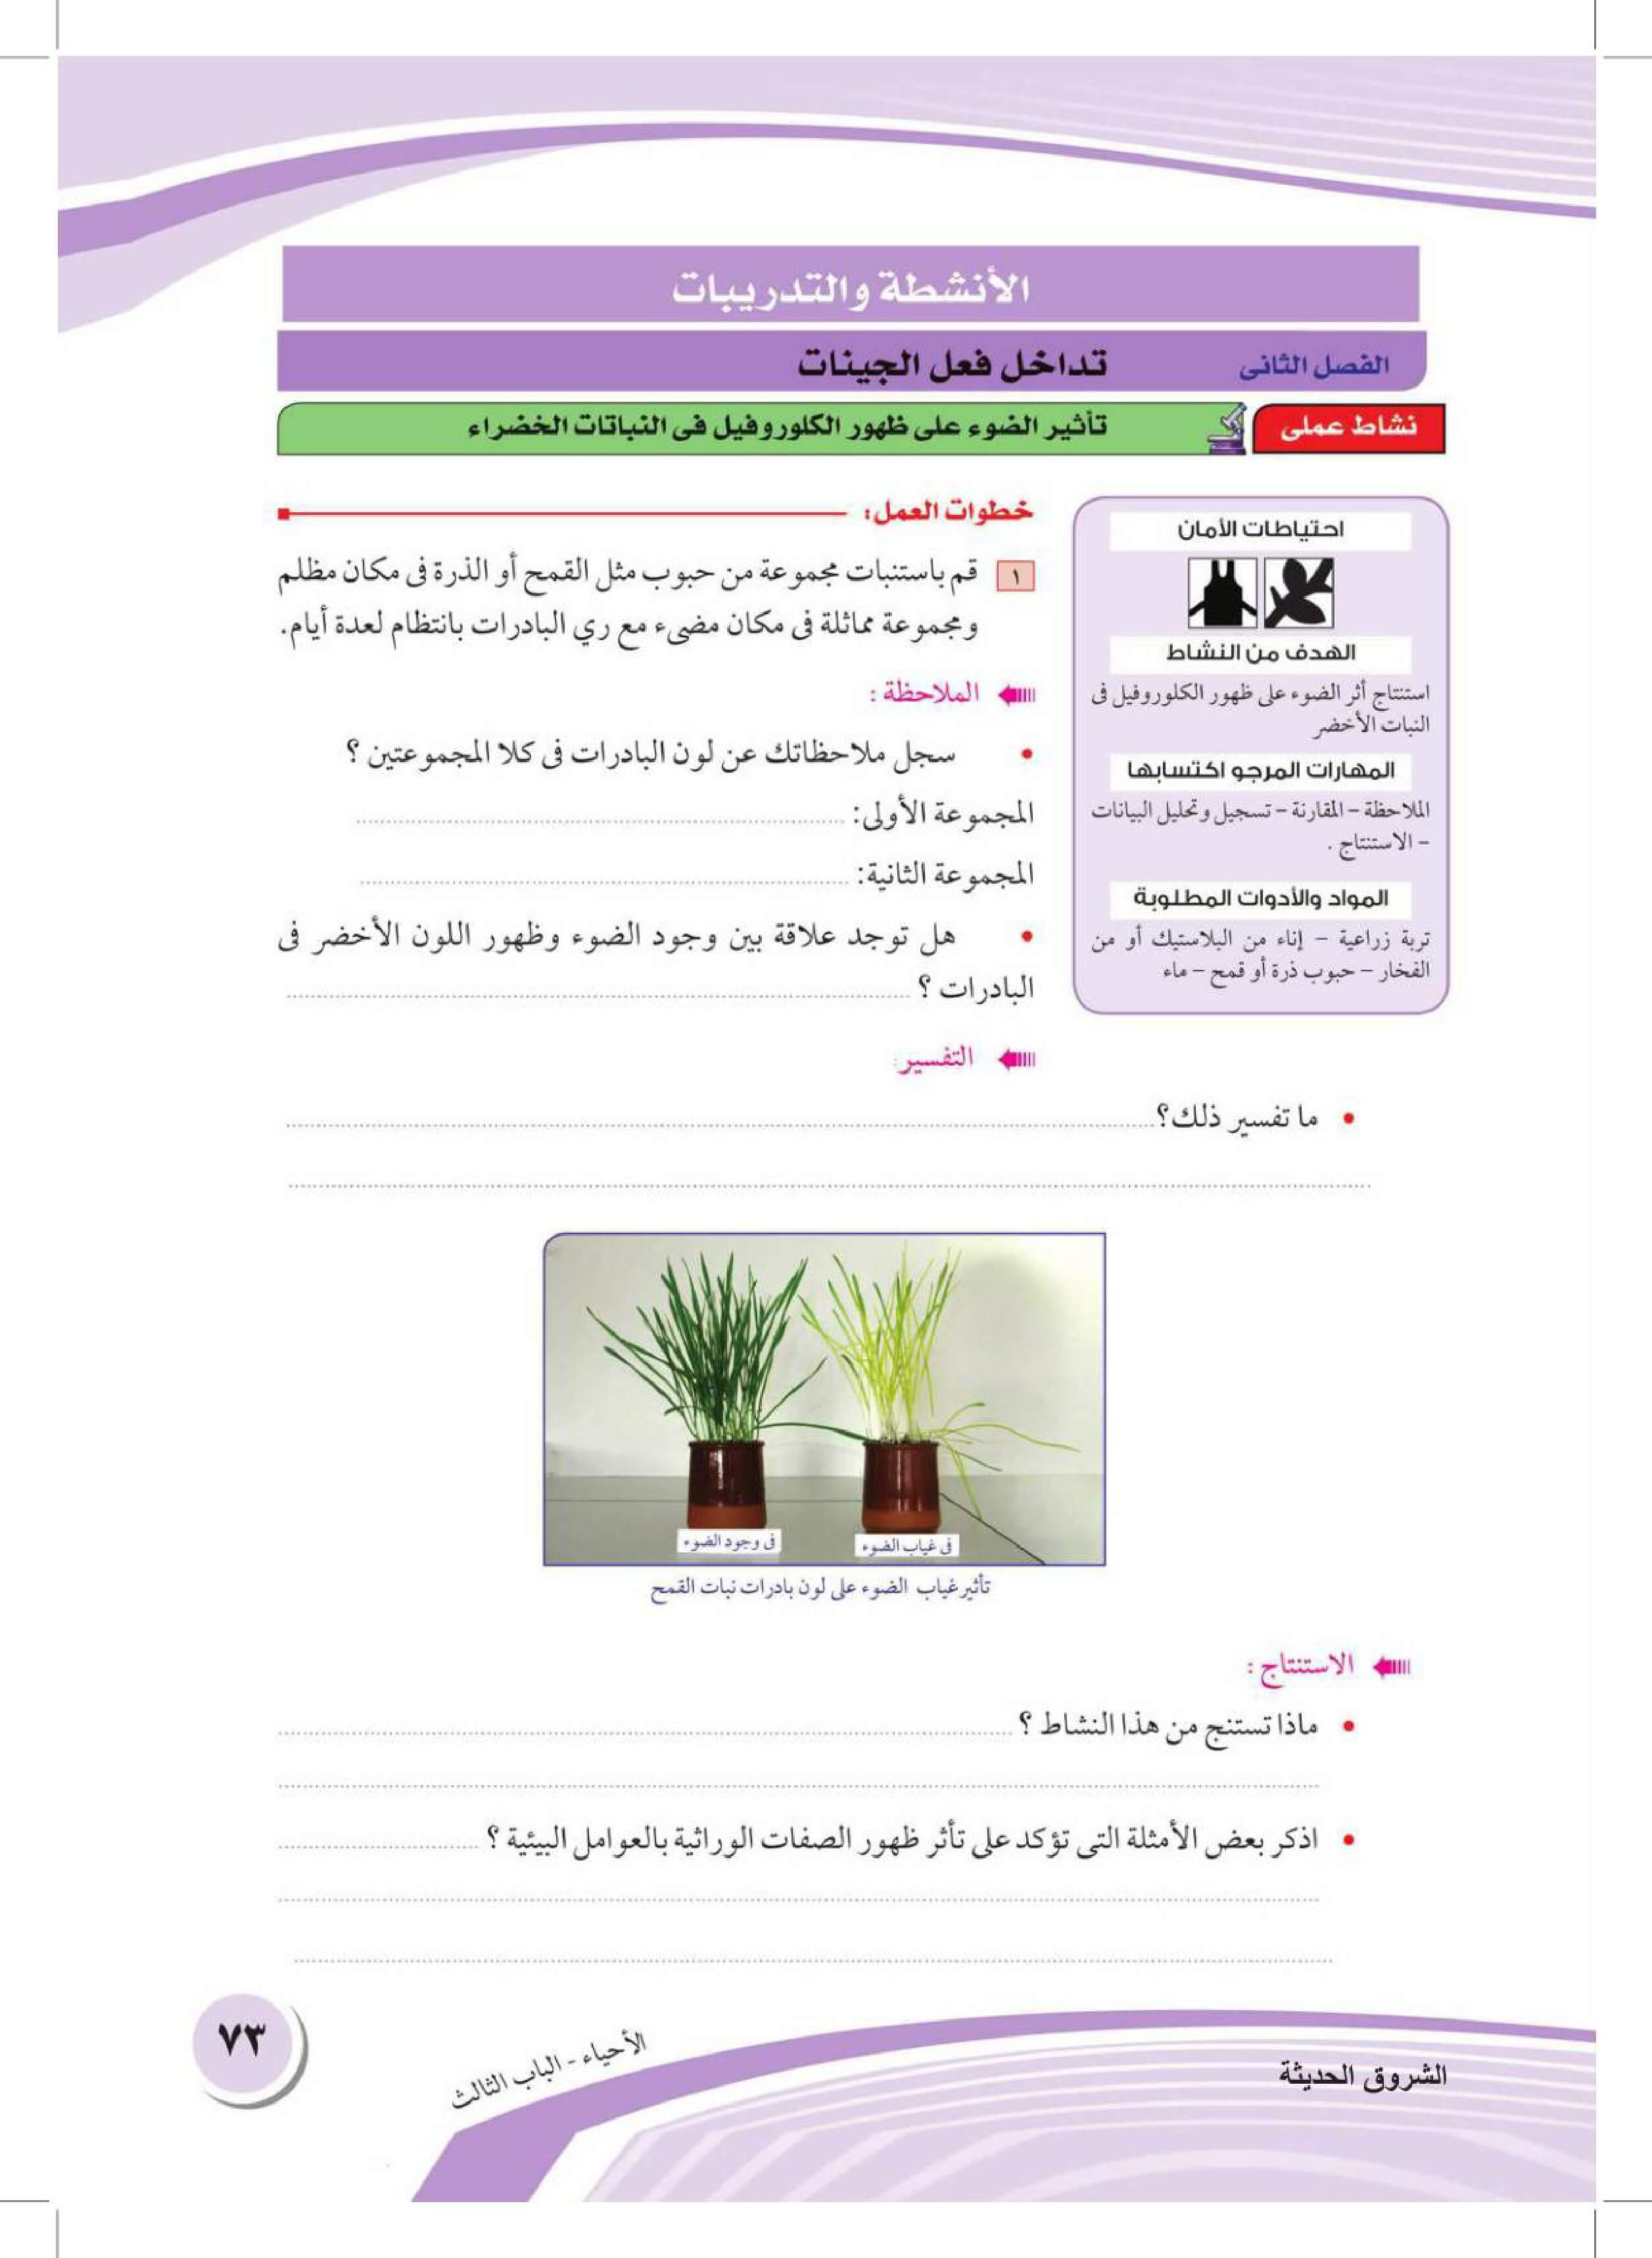 الأنشطة والتدريبات
الفصل الثانى
تداخل فعل الجينات
نشاط عملى
تأثير الضوء على ظهور الكلوروفيل فى النباتات الخضراء
احتياطات الأمان
الهدف من النشاط
استنتاج أثر الضوء على ظهور الكلوروفيل فى
النبات الأخضر
المهارات المرجو اكتسابها
الملاحظة – المقارنة – تسجيل وتحليل البيانات
– الاستنتاج .
المواد والأدوات المطلوبة
تربة زراعية – إناء من البلاستيك أو من
الفخار – حبوب ذرة أو قمح – ماء
خطوات العمل:
١ قم باستنبات مجموعة من حبوب مثل القمح أو الذرة فى مكان مظلم
ومجموعة مماثلة فى مكان مضىء مع ري البادرات بانتظام لعدة أيام.
الملاحظة :
• سجل ملاحظاتك عن لون البادرات فى كلا المجموعتين ؟
المجموعة الأولى:
المجموعة الثانية:
• هل توجد علاقة بين وجود الضوء وظهور اللون الأخضر فى
البادرات ؟
التفسير:
• ما تفسير ذلك؟
فى غياب الضوء
فى وجود الضوء
تأثير غياب الضوء على لون بادرات نبات القمح
الاستنتاج :
• ماذا تستنج من هذا النشاط ؟
• اذكر بعض الأمثلة التى تؤكد على تأثر ظهور الصفات الوراثية بالعوامل البيئية ؟
الشروق الحديثة
الأحياء - الباب الثالث
٧٣